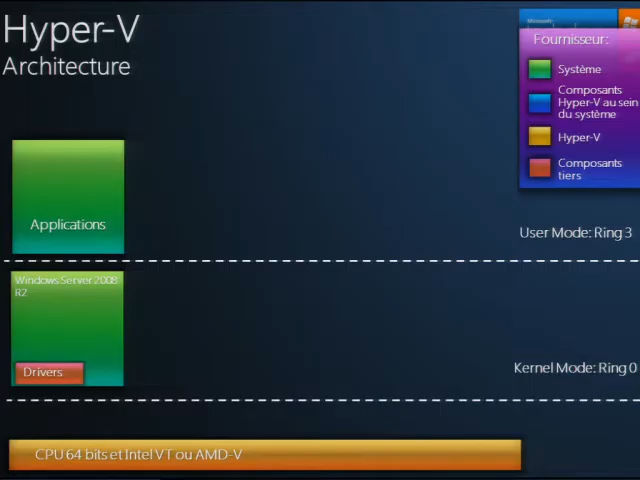 Hyper-V
Architecture
Fournisseur:
Système
Composants
Hyper-V au sein
du système
Hyper-V
Composants
tiers
Applications
User Mode: Ring 3
Windows Server 2008
R2
Drivers
Kernel Mode: Ring 0
CPU 64 bits et Intel VT ou AMD-V